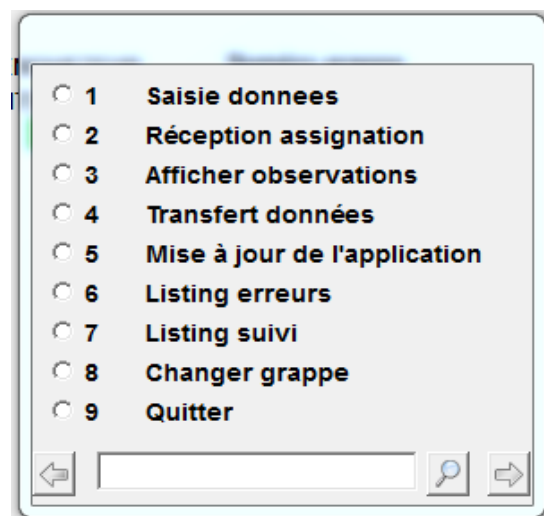 1 Saisie donnees
2 Réception assignation
3 Afficher observations
4 Transfert données
5 Mise à jour de l'application
6 Listing erreurs
7 Listing suivi
8 Changer grappe
9 Quitter